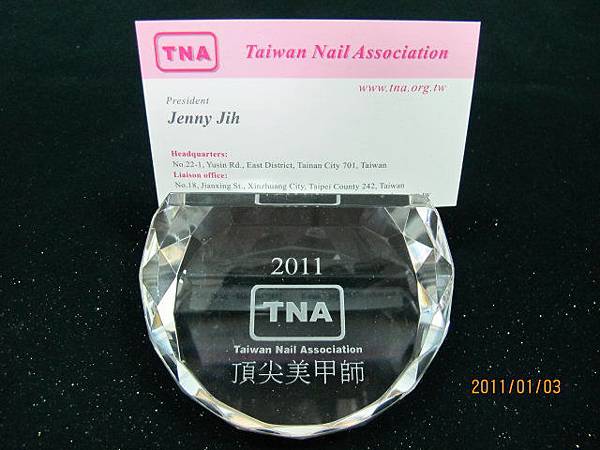 TNA Taiwan Nail Association
www.tna.org.tw
President
Jenny Jih
Headquarters:
No.22-1, Yusin Rd., East District, Tainan City 701, Taiwan
Liaison office:
No.18, Jianxing St., Xinzhuang City, Taipei County 242, Taiwan
2011
TNA
Taiwan Nail Association
頂尖美甲師
2011/01/03